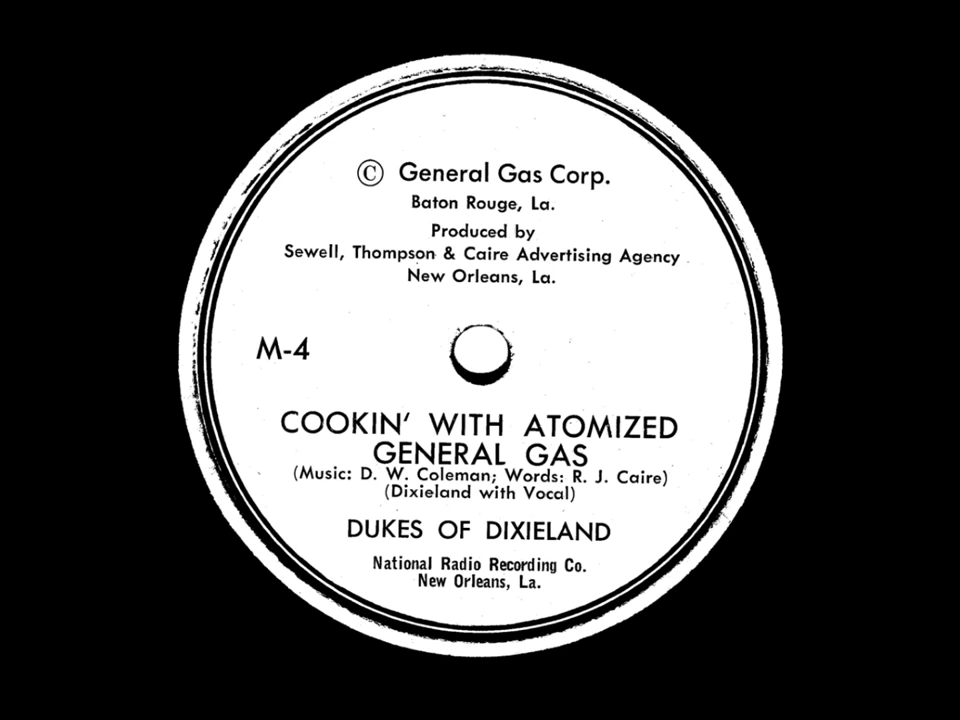 © General Gas Corp.
Baton Rouge, La.
Produced by
Sewell, Thompson & Caire Advertising Agency
New Orleans, La.
M-4
COOKIN' WITH ATOMIZED
GENERAL GAS
(Music: D. W. Coleman; Words: R. J. Caire)
(Dixieland with Vocal)
DUKES OF DIXIELAND
National Radio Recording Co.
New Orleans, La.